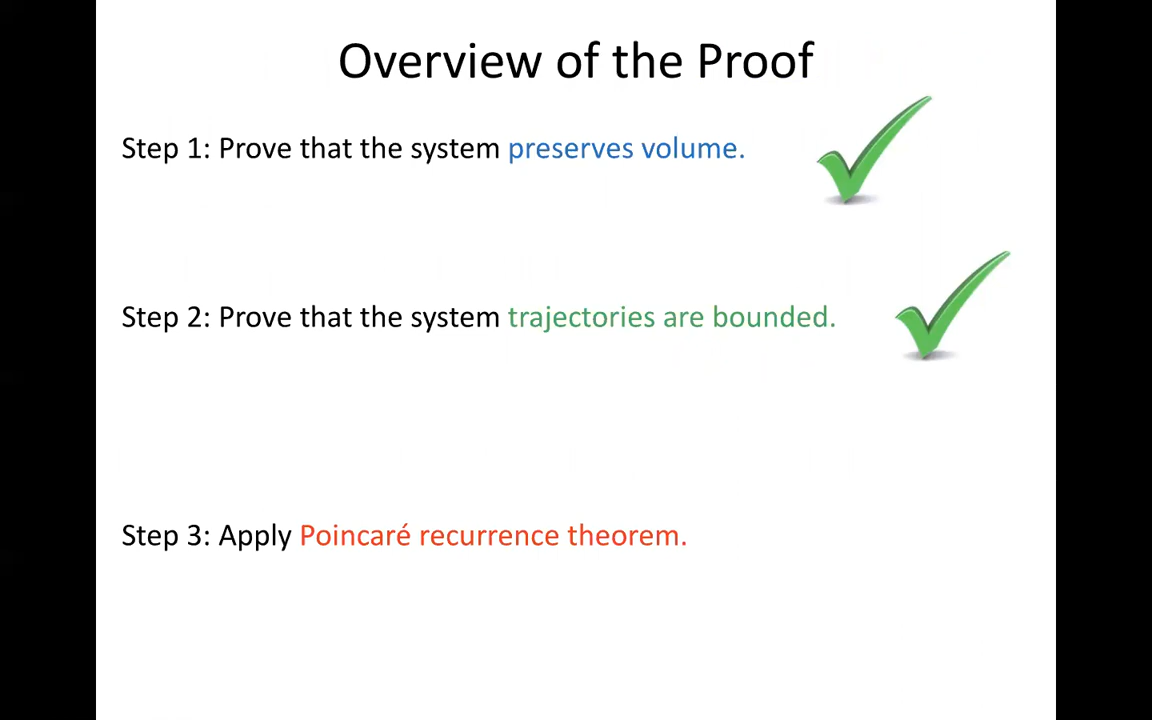 Overview of the Proof
Step 1: Prove that the system preserves volume.
Step 2: Prove that the system trajectories are bounded.
Step 3: Apply Poincaré recurrence theorem.